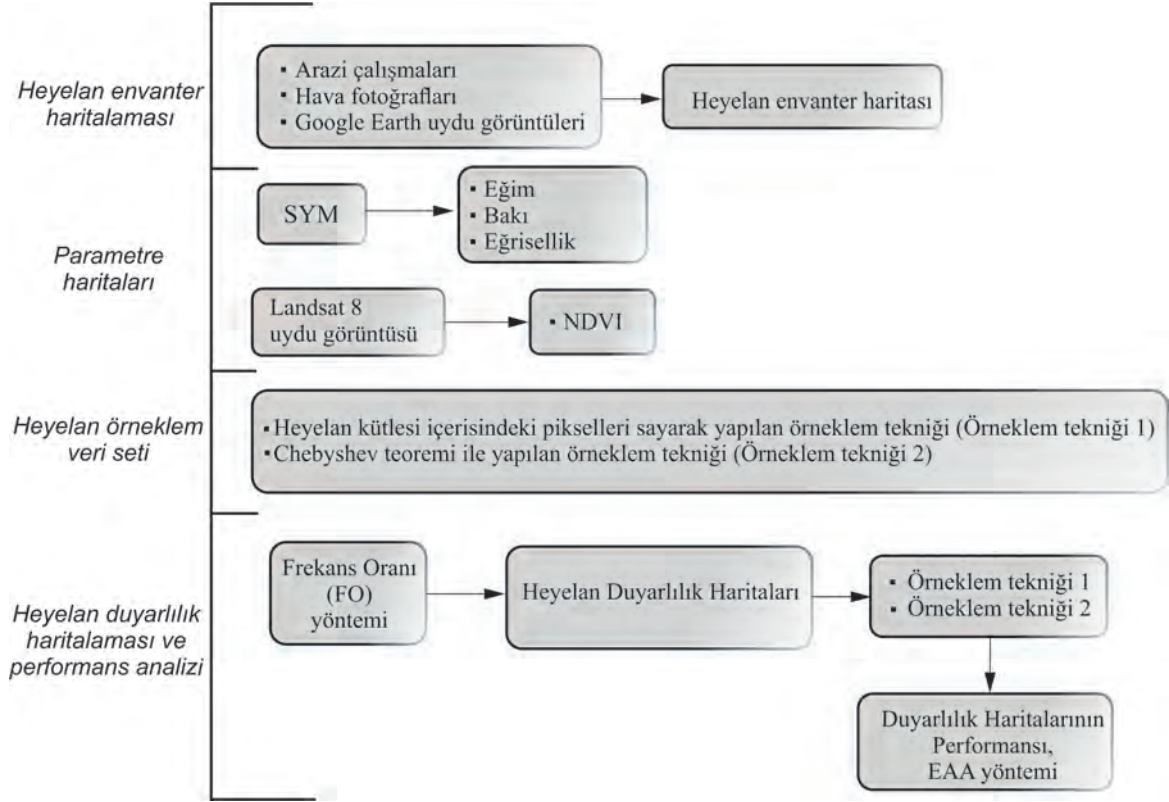 Heyelan envanter
haritalaması
▪ Arazi çalışmaları
▪ Hava fotoğrafları
▪ Google Earth uydu görüntüleri
Heyelan envanter haritası
Parametre
haritaları
SYM
▪ Eğim
▪ Bakı
▪ Eğrisellik
Landsat 8
uydu görüntüsü
▪ NDVI
Heyelan örneklem
veri seti
▪ Heyelan kütlesi içerisindeki pikselleri sayarak yapılan örneklem tekniği (Örneklem tekniği 1)
▪ Chebyshev teoremi ile yapılan örneklem tekniği (Örneklem tekniği 2)
Heyelan duyarlılık
haritalaması ve
performans analizi
Frekans Oranı
(FO)
yöntemi
Heyelan Duyarlılık Haritaları
▪ Örneklem tekniği 1
▪ Örneklem tekniği 2
Duyarlılık Haritalarının
Performansı,
EAA yöntemi